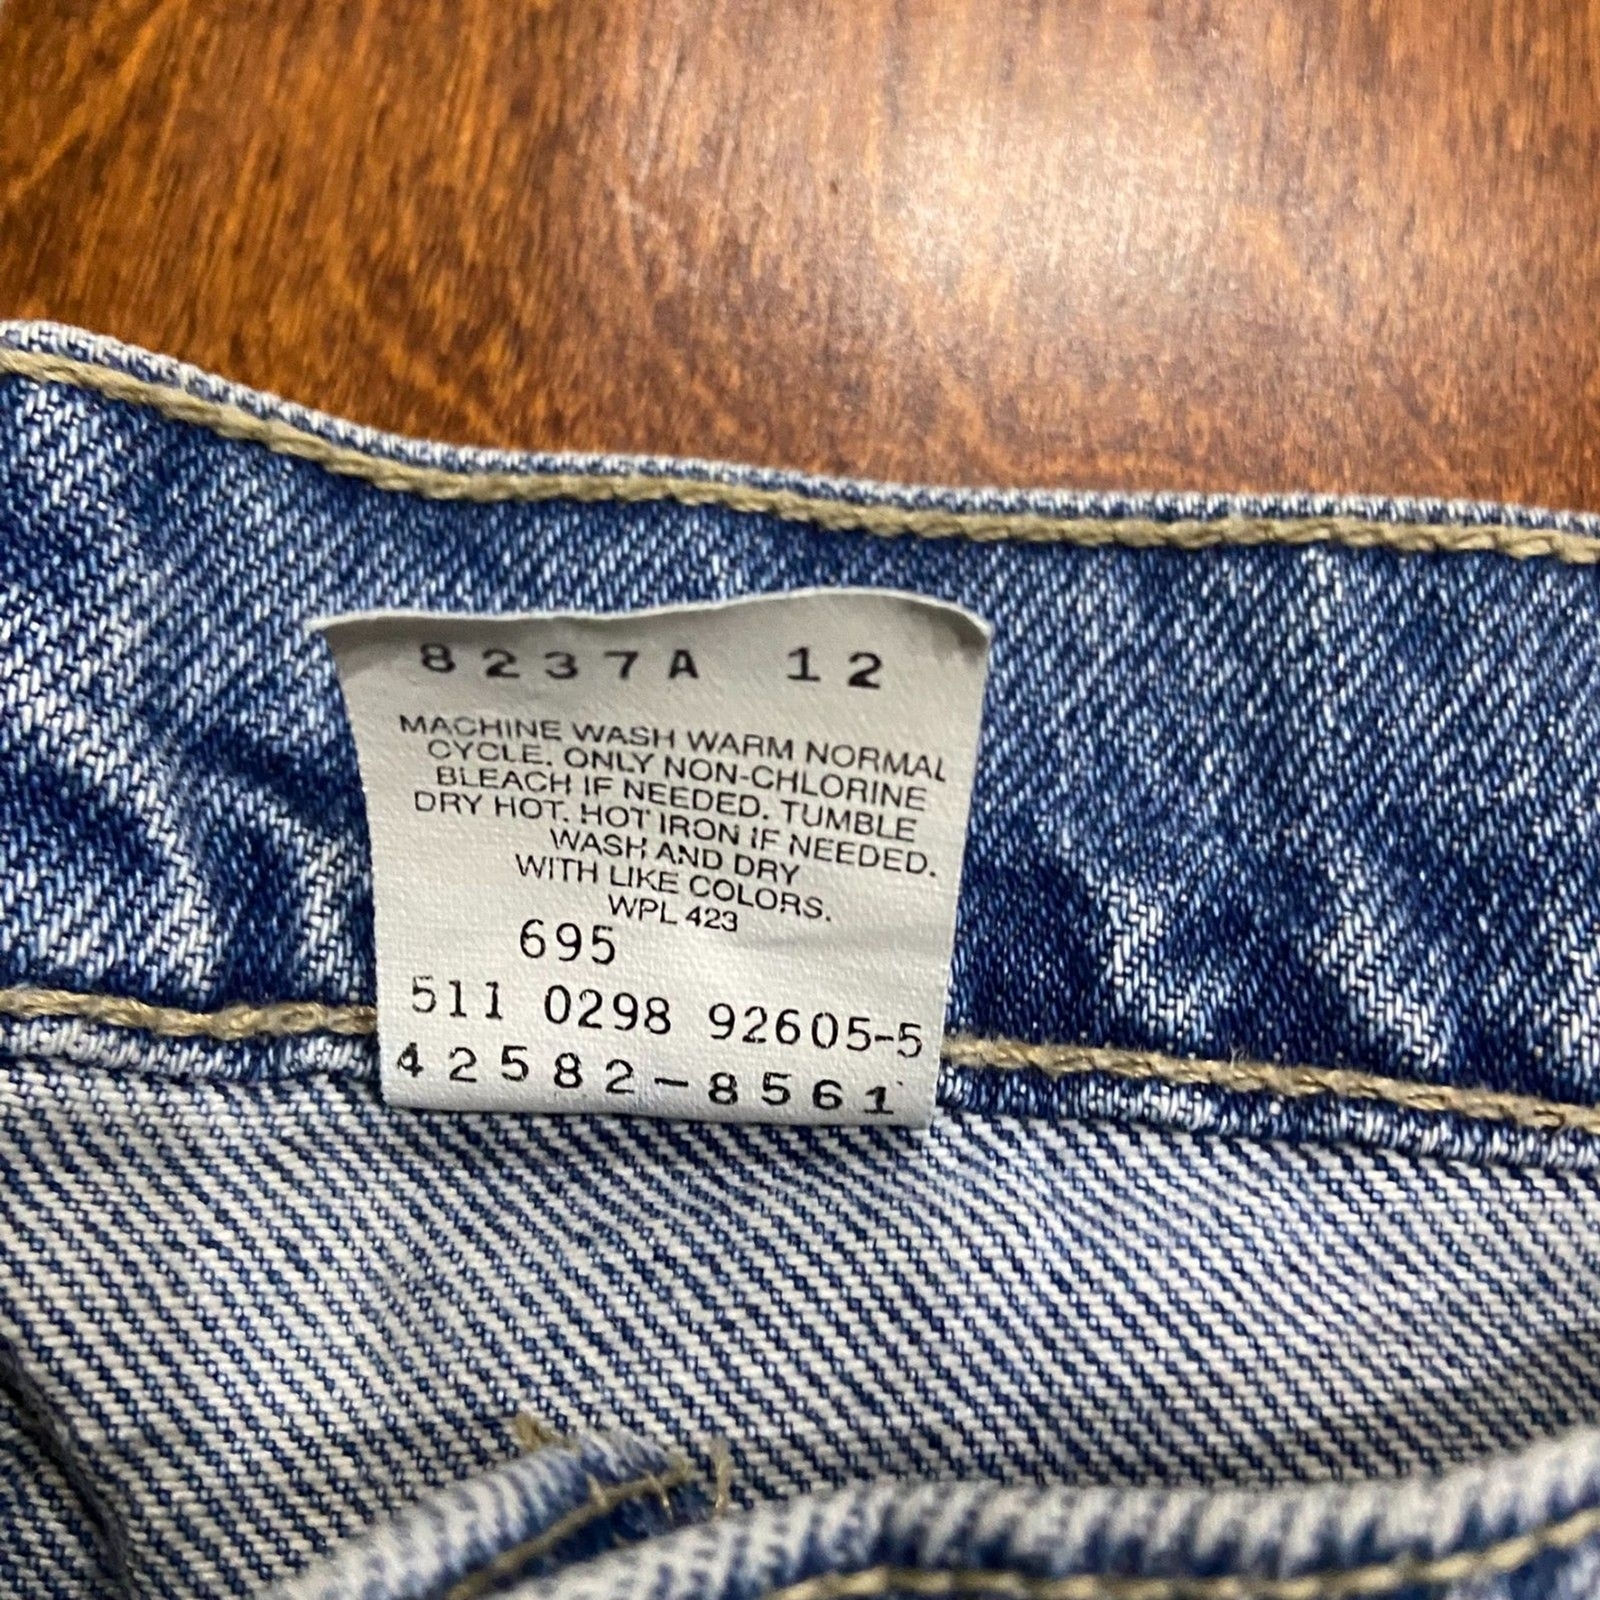 8237A 12
MACHINE WASH WARM NORMAL
CYCLE. ONLY NON-CHLORINE
BLEACH IF NEEDED. TUMBLE
DRY HOT. HOT IRON IF NEEDED.
WASH AND DRY
WITH LIKE COLORS.
WPL 423
695
511 0298 92605-5
42582-8561